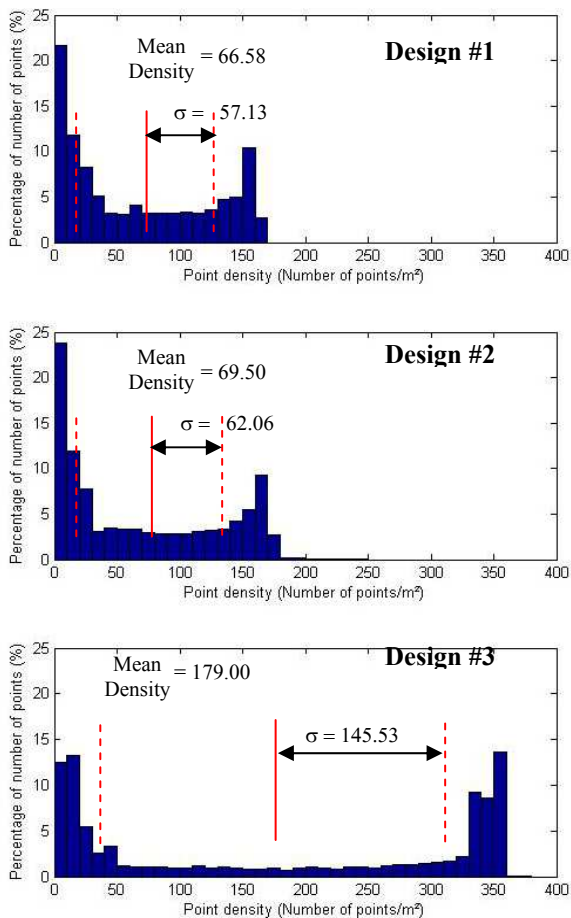 25
20
15
10
5
0
Percentage of number of points (%)
Mean
Density = 66.58
Design #1
σ = 57.13
0 50 100 150 200 250 300 350 400
Point density (Number of points/m²)
25
20
15
10
5
0
Percentage of number of points (%)
Mean
Density = 69.50
Design #2
σ = 62.06
0 50 100 150 200 250 300 350 400
Point density (Number of points/m²)
25
20
15
10
5
0
Percentage of number of points (%)
Mean
Density = 179.00
Design #3
σ = 145.53
0 50 100 150 200 250 300 350 400
Point density (Number of points/m²)